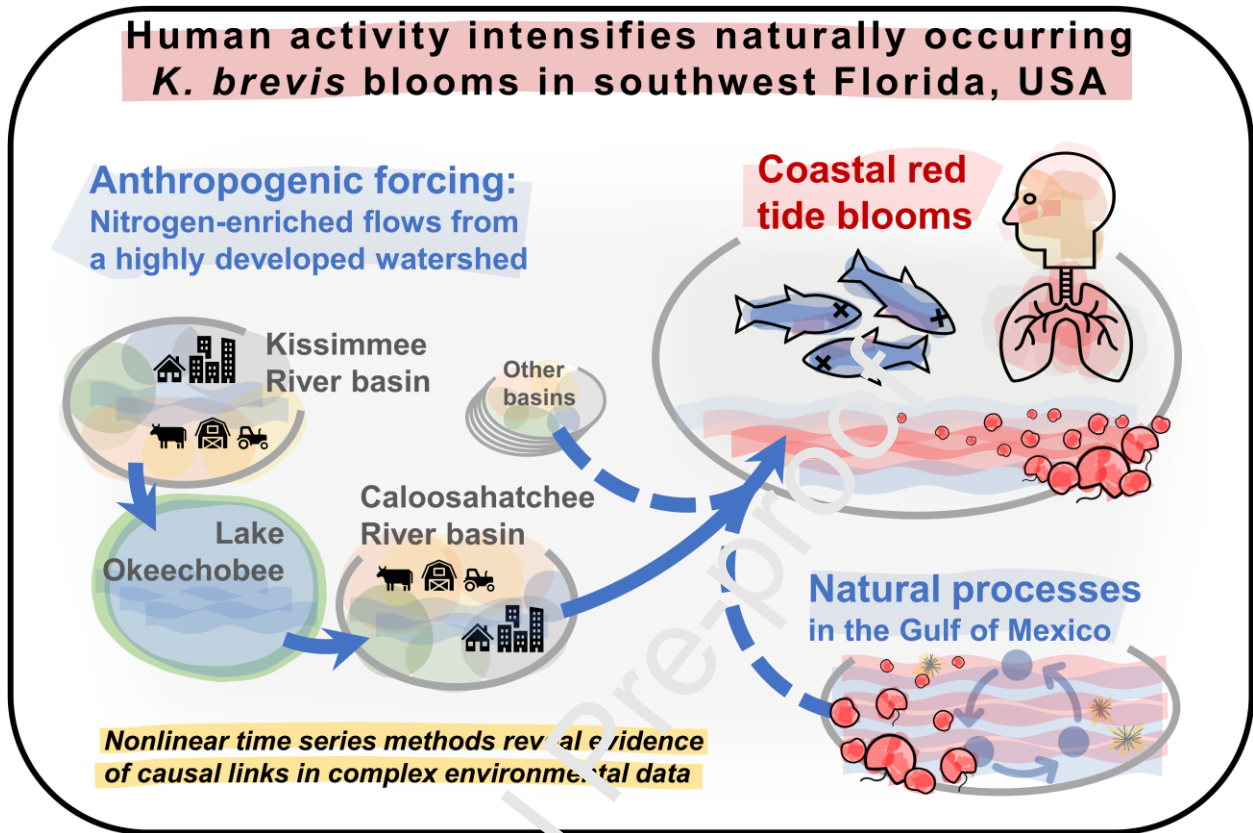 Human activity intensifies naturally occurring
K. brevis blooms in southwest Florida, USA
Anthropogenic forcing:
Nitrogen-enriched flows from
a highly developed watershed
Coastal red
tide blooms
Kissimmee
River basin
Other
basins
Lake
Okeechobee
Caloosahatchee
River basin
Natural processes
in the Gulf of Mexico
Nonlinear time series methods reveal evidence
of causal links in complex environmental data
l Pre-proof